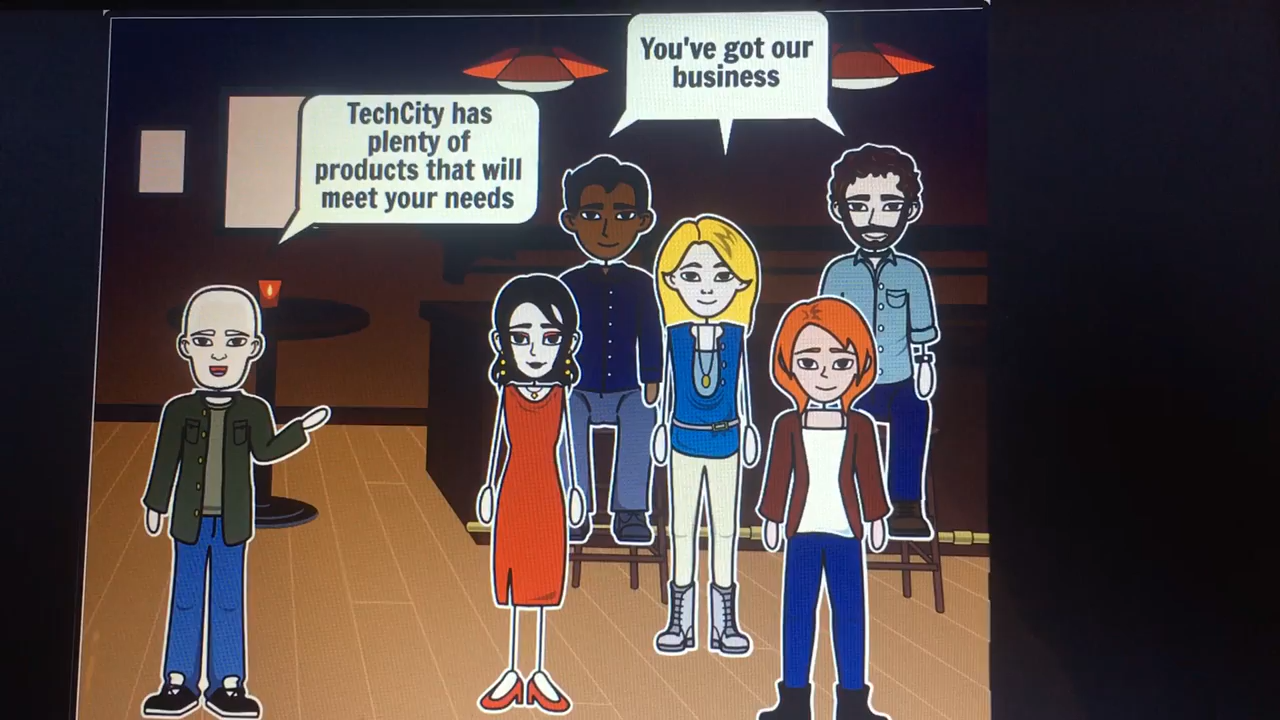 TechCity has
plenty of
products that will
meet your needs
You've got our
business